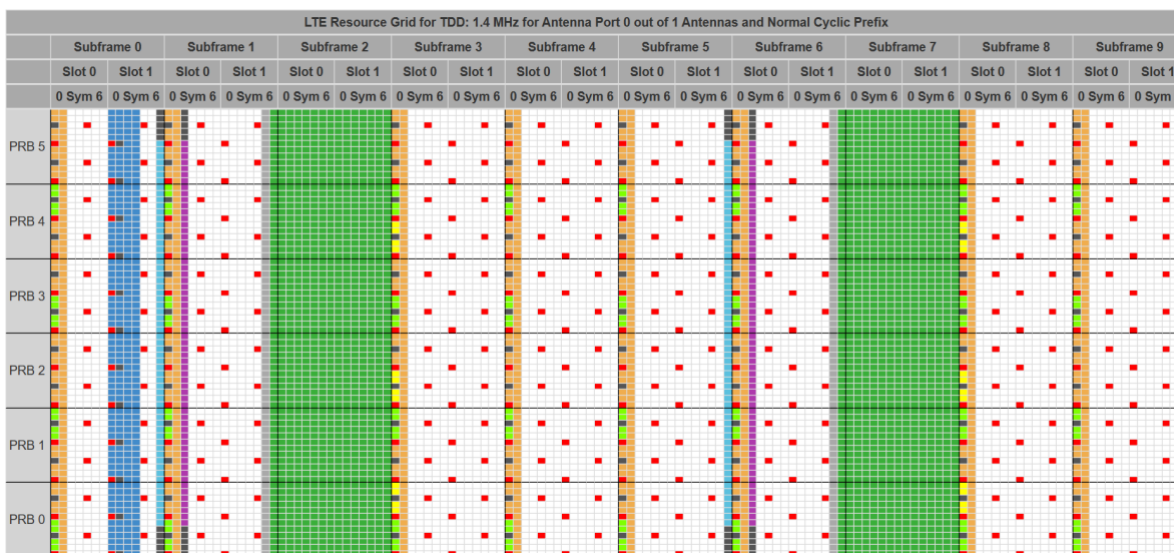 LTE Resource Grid for TDD: 1.4 MHz for Antenna Port 0 out of 1 Antennas and Normal Cyclic Prefix
Subframe 0 Subframe 1 Subframe 2 Subframe 3 Subframe 4 Subframe 5 Subframe 6 Subframe 7 Subframe 8 Subframe 9
Slot 0 Slot 1 Slot 0 Slot 1 Slot 0 Slot 1 Slot 0 Slot 1 Slot 0 Slot 1 Slot 0 Slot 1 Slot 0 Slot 1 Slot 0 Slot 1 Slot 0 Slot 1 Slot 0 Slot 1
0 Sym 6 0 Sym 6 0 Sym 6 0 Sym 6 0 Sym 6 0 Sym 6 0 Sym 6 0 Sym 6 0 Sym 6 0 Sym 6 0 Sym 6 0 Sym 6 0 Sym 6 0 Sym 6 0 Sym 6 0 Sym 6 0 Sym 6 0 Sym 6 0 Sym 6 0 Sym
PRB 5
PRB 4
PRB 3
PRB 2
PRB 1
PRB 0